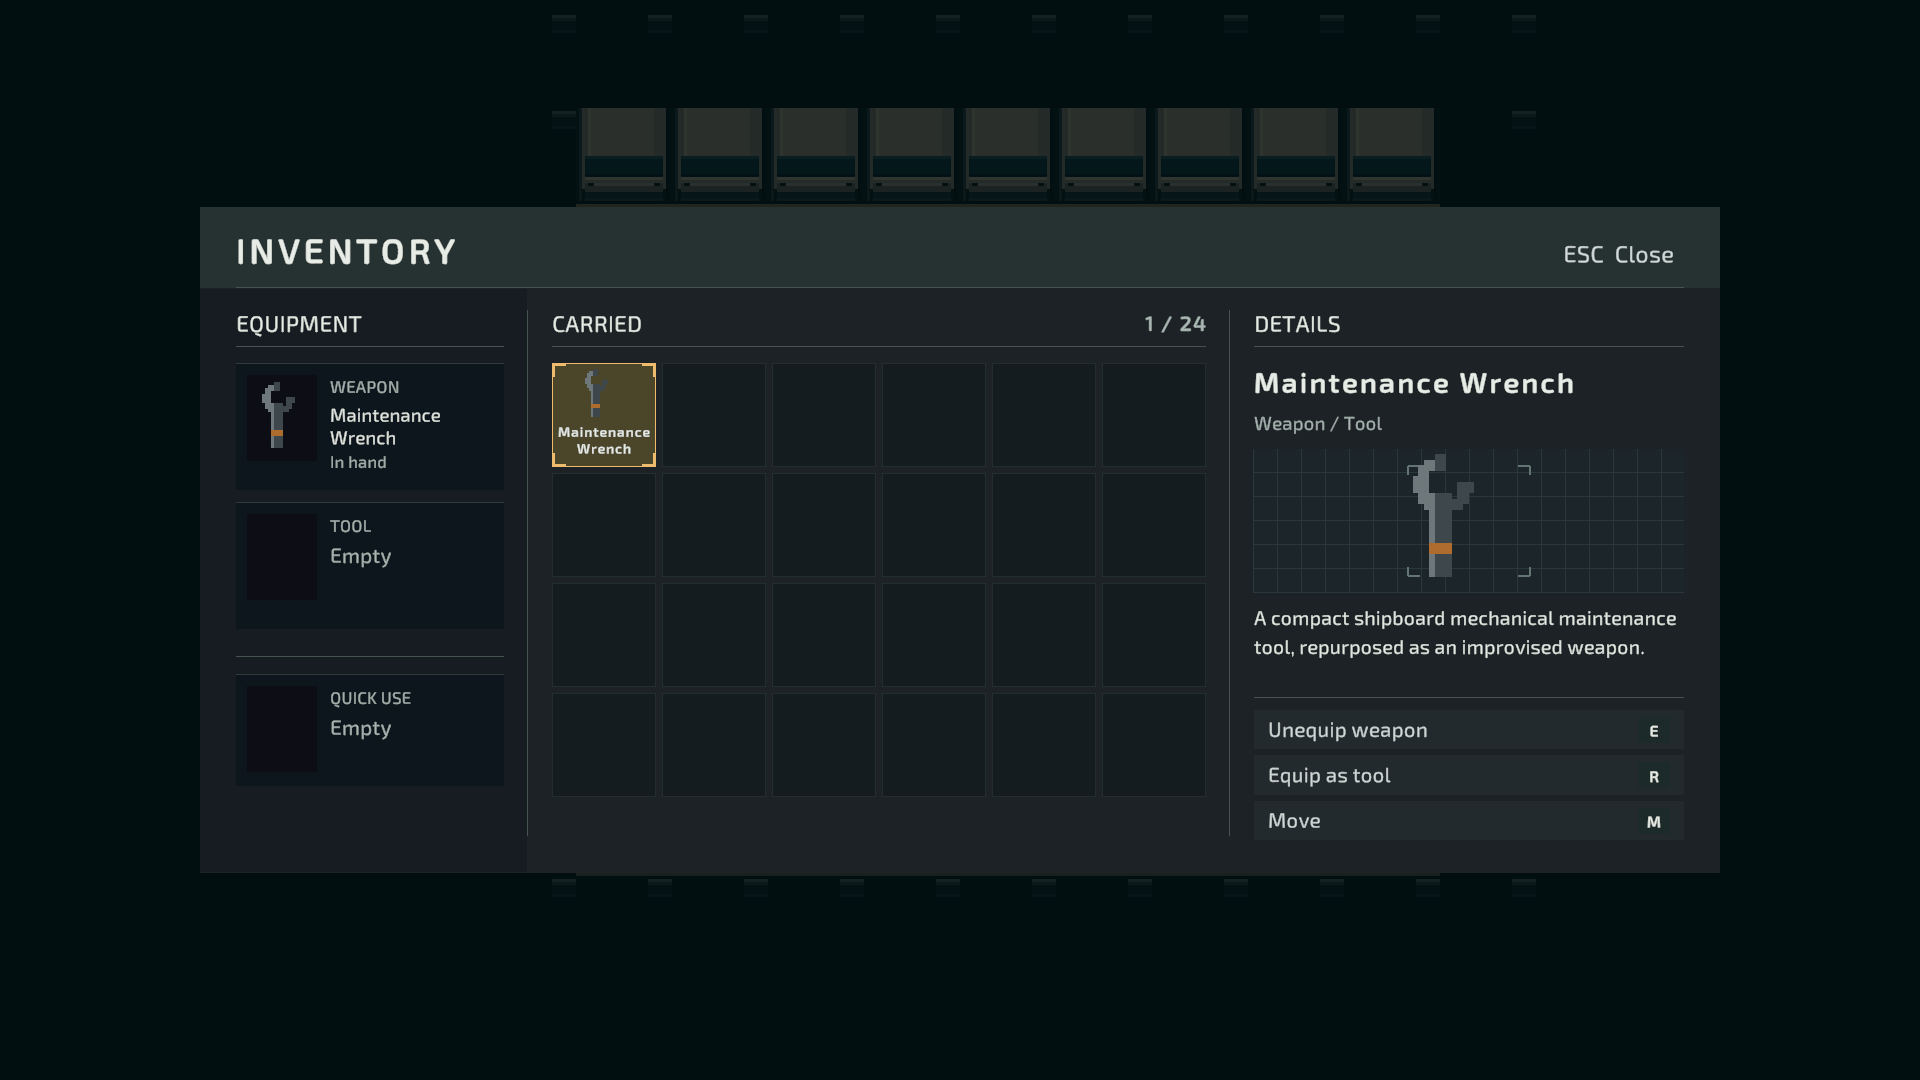 INVENTORY
ESC Close
EQUIPMENT
WEAPON
Maintenance
Wrench
In hand
TOOL
Empty
QUICK USE
Empty
CARRIED
1 / 24
Maintenance
Wrench
DETAILS
Maintenance Wrench
Weapon / Tool
A compact shipboard mechanical maintenance
tool, repurposed as an improvised weapon.
Unequip weapon E
Equip as tool R
Move M